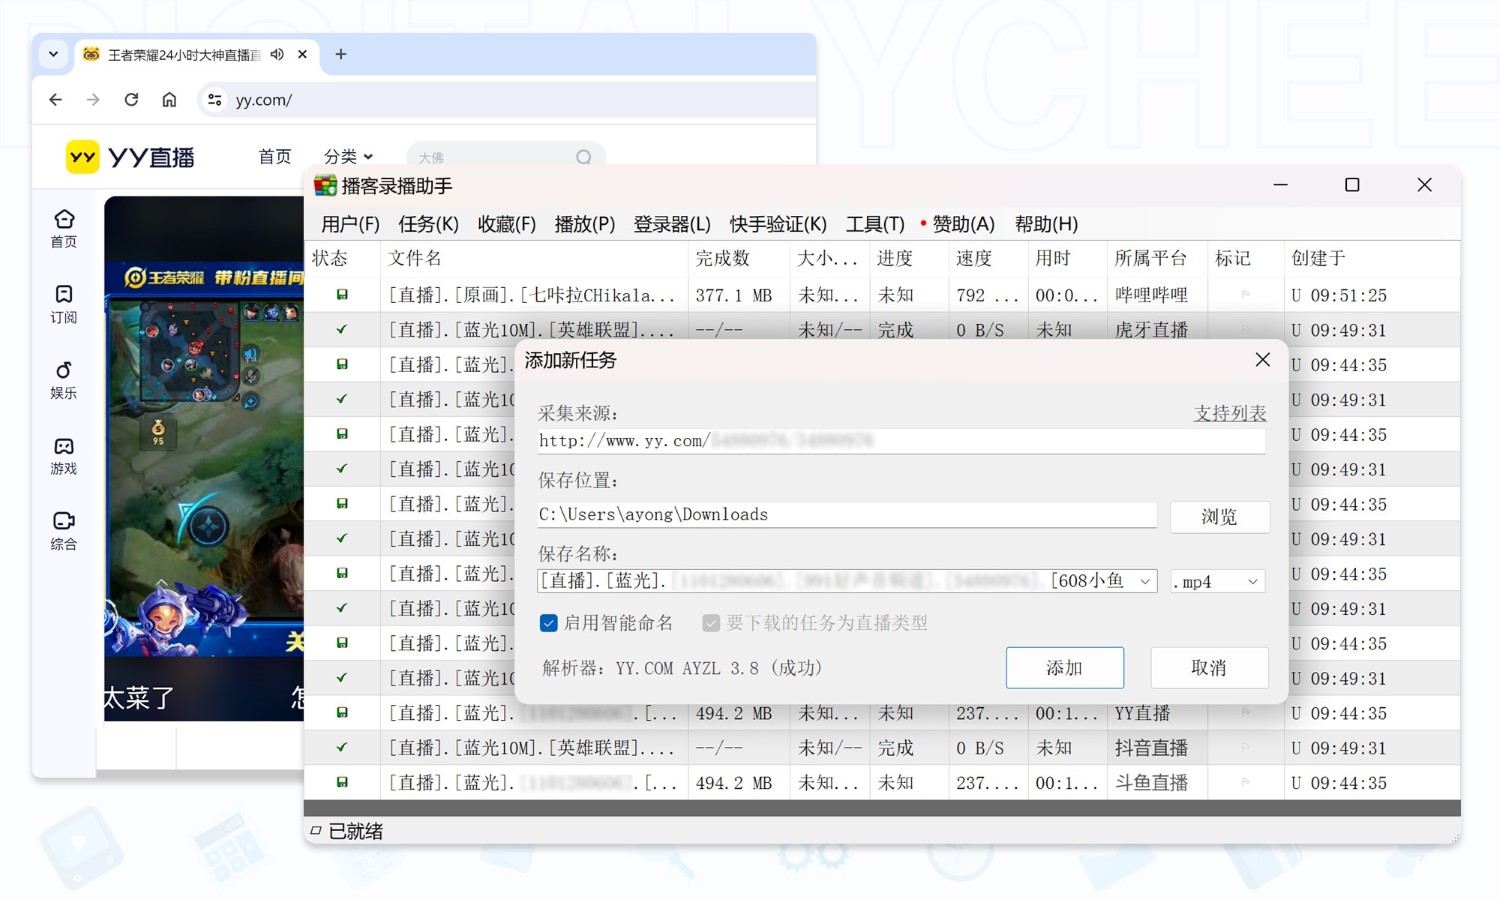 DIGITALYCHEE
王者荣耀24小时大神直播
yy.com/
YY YY直播
首页
分类
大佛
首页
订阅
娱乐
游戏
综合
王者荣耀 带粉直播间
95
关
太菜了
怎
播客录播助手
用户(F) 任务(K) 收藏(F) 播放(P) 登录器(L) 快手验证(K) 工具(T) 赞助(A) 帮助(H)
状态 文件名 完成数 大小... 进度 速度 用时 所属平台 标记 创建于
[直播].[原画].[七咔拉CHikala... 377.1 MB 未知... 未知 792 ... 00:0... 哔哩哔哩 U 09:51:25
[直播].[蓝光10M].[英雄联盟].... --/-- 未知/-- 完成 0 B/S 未知 虎牙直播 U 09:49:31
[直播].[蓝光]. U 09:44:35
[直播].[蓝光10 U 09:49:31
[直播].[蓝光]. U 09:44:35
[直播].[蓝光10 U 09:49:31
[直播].[蓝光]. U 09:44:35
[直播].[蓝光10 U 09:49:31
[直播].[蓝光]. U 09:44:35
[直播].[蓝光10 U 09:49:31
[直播].[蓝光]. U 09:44:35
[直播].[蓝光10 U 09:49:31
[直播].[蓝光]. .[... 494.2 MB 未知... 未知 237.... 00:1... YY直播 U 09:44:35
[直播].[蓝光10M].[英雄联盟].... --/-- 未知/-- 完成 0 B/S 未知 抖音直播 U 09:49:31
[直播].[蓝光]. .[... 494.2 MB 未知... 未知 237.... 00:1... 斗鱼直播 U 09:44:35
已就绪
添加新任务
采集来源: 支持列表
http://www.yy.com/
保存位置:
C:\Users\ayong\Downloads 浏览
保存名称:
[直播].[蓝光]. [608小鱼 .mp4
启用智能命名 要下载的任务为直播类型
解析器: YY.COM AYZL 3.8 (成功) 添加 取消